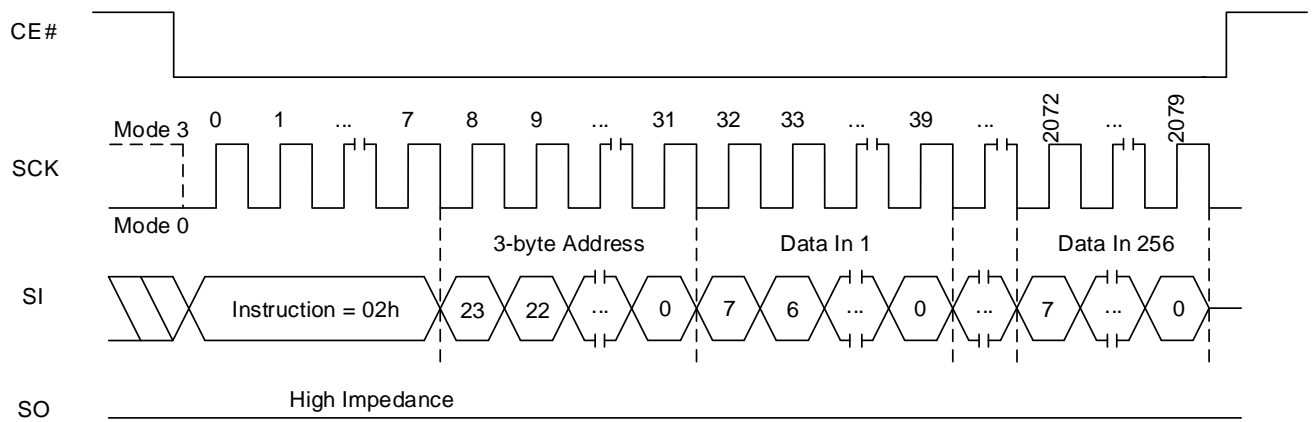 CE#
0 1 ... 7 8 9 ... 31 32 33 ... 39 ... 2072 ... 2079
Mode 3
SCK
Mode 0
3-byte Address Data In 1 Data In 256
SI Instruction = 02h 23 22 ... 0 7 6 ... 0 ... 7 ... 0
High Impedance
SO